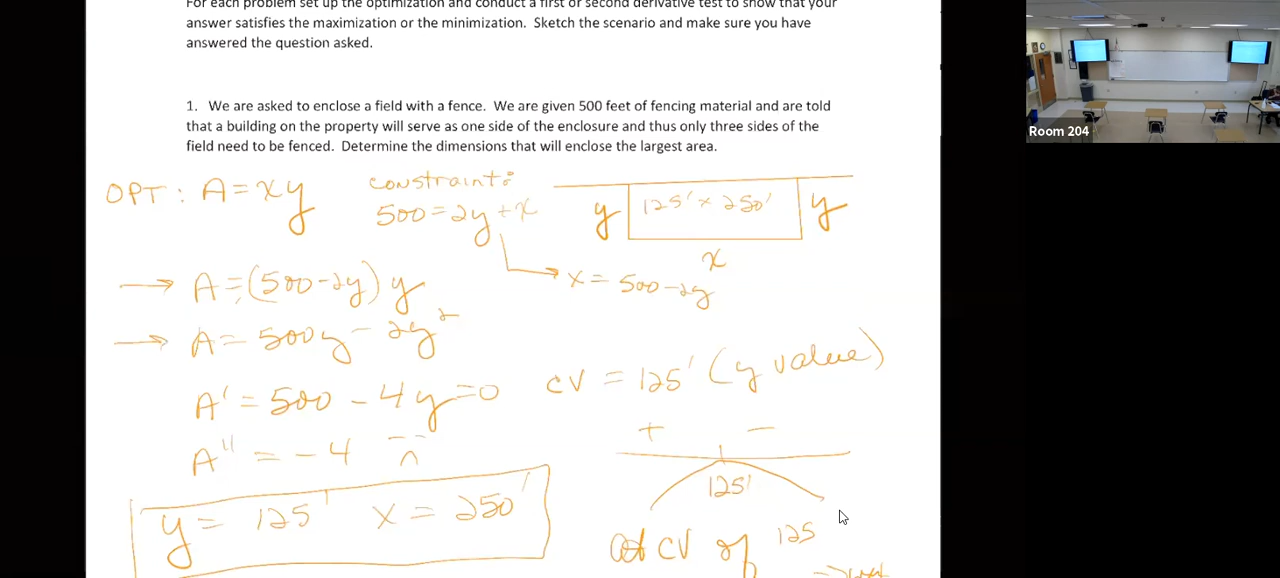 For each problem set up the optimization and conduct a first or second derivative test to show that your
answer satisfies the maximization or the minimization. Sketch the scenario and make sure you have
answered the question asked.
1. We are asked to enclose a field with a fence. We are given 500 feet of fencing material and are told
that a building on the property will serve as one side of the enclosure and thus only three sides of the
field need to be fenced. Determine the dimensions that will enclose the largest area.
OPT : A = xy
constraint:
500 = 2y + x
y 125' × 250' y
x
→ x = 500 - 2y
→ A = (500 - 2y) y
→ A = 500y - 2y²
A' = 500 - 4y = 0
CV = 125' (y value)
A'' = -4
+ -
125'
y = 125' x = 250'
at CV of 125
Room 204